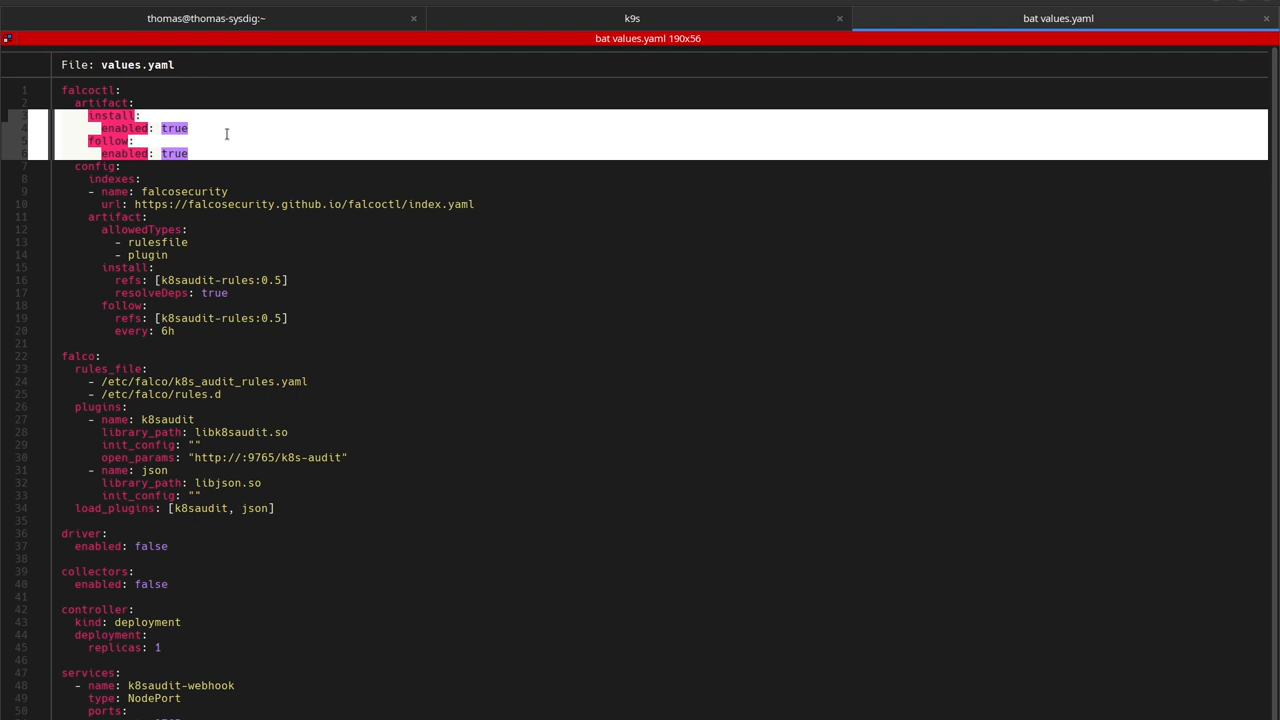 thomas@thomas-sysdig:~ × k9s × bat values.yaml ×
bat values.yaml 190x56
File: values.yaml
1 falcoctl:
2   artifact:
3     install:
4       enabled: true
5     follow:
6       enabled: true
7   config:
8     indexes:
9     - name: falcosecurity
10       url: https://falcosecurity.github.io/falcoctl/index.yaml
11     artifact:
12       allowedTypes:
13         - rulesfile
14         - plugin
15       install:
16         refs: [k8saudit-rules:0.5]
17         resolveDeps: true
18       follow:
19         refs: [k8saudit-rules:0.5]
20         every: 6h
21
22 falco:
23   rules_file:
24     - /etc/falco/k8s_audit_rules.yaml
25     - /etc/falco/rules.d
26   plugins:
27     - name: k8saudit
28       library_path: libk8saudit.so
29       init_config: ""
30       open_params: "http://:9765/k8s-audit"
31     - name: json
32       library_path: libjson.so
33       init_config: ""
34   load_plugins: [k8saudit, json]
35
36 driver:
37   enabled: false
38
39 collectors:
40   enabled: false
41
42 controller:
43   kind: deployment
44   deployment:
45     replicas: 1
46
47 services:
48   - name: k8saudit-webhook
49     type: NodePort
50     ports: